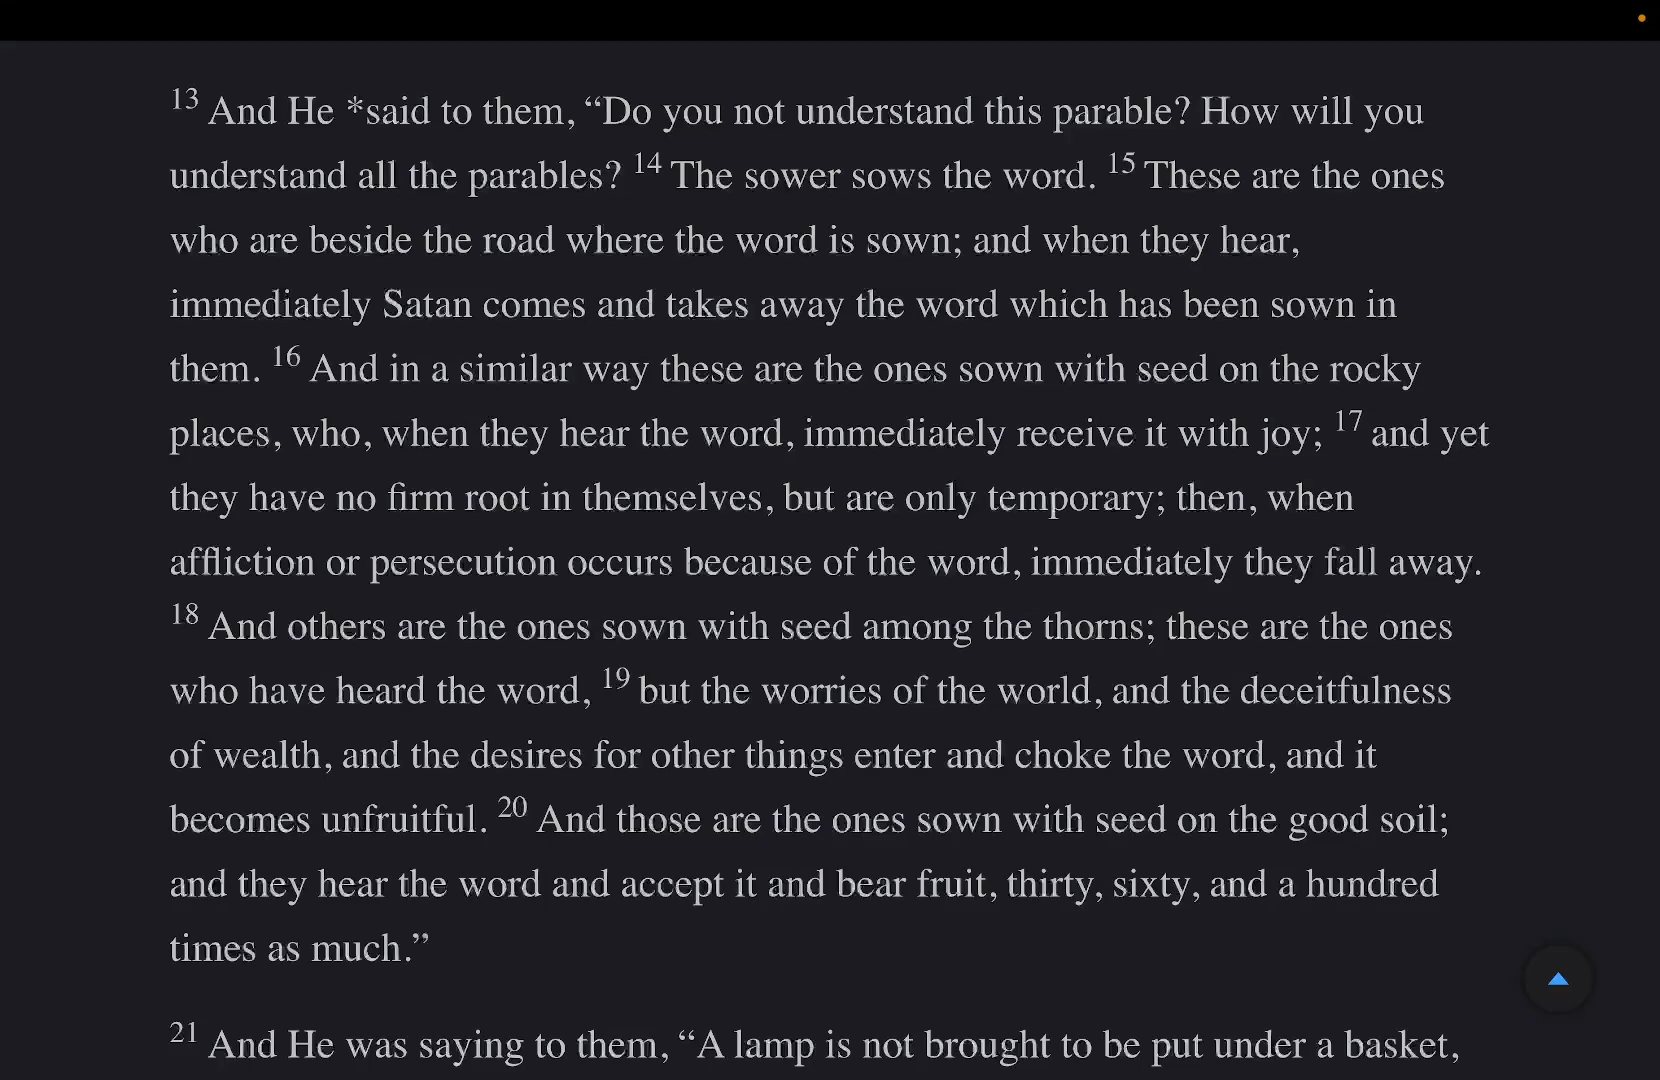 13 And He *said to them, “Do you not understand this parable? How will you
understand all the parables? 14 The sower sows the word. 15 These are the ones
who are beside the road where the word is sown; and when they hear,
immediately Satan comes and takes away the word which has been sown in
them. 16 And in a similar way these are the ones sown with seed on the rocky
places, who, when they hear the word, immediately receive it with joy; 17 and yet
they have no firm root in themselves, but are only temporary; then, when
affliction or persecution occurs because of the word, immediately they fall away.
18 And others are the ones sown with seed among the thorns; these are the ones
who have heard the word, 19 but the worries of the world, and the deceitfulness
of wealth, and the desires for other things enter and choke the word, and it
becomes unfruitful. 20 And those are the ones sown with seed on the good soil;
and they hear the word and accept it and bear fruit, thirty, sixty, and a hundred
times as much.”
21 And He was saying to them, “A lamp is not brought to be put under a basket,